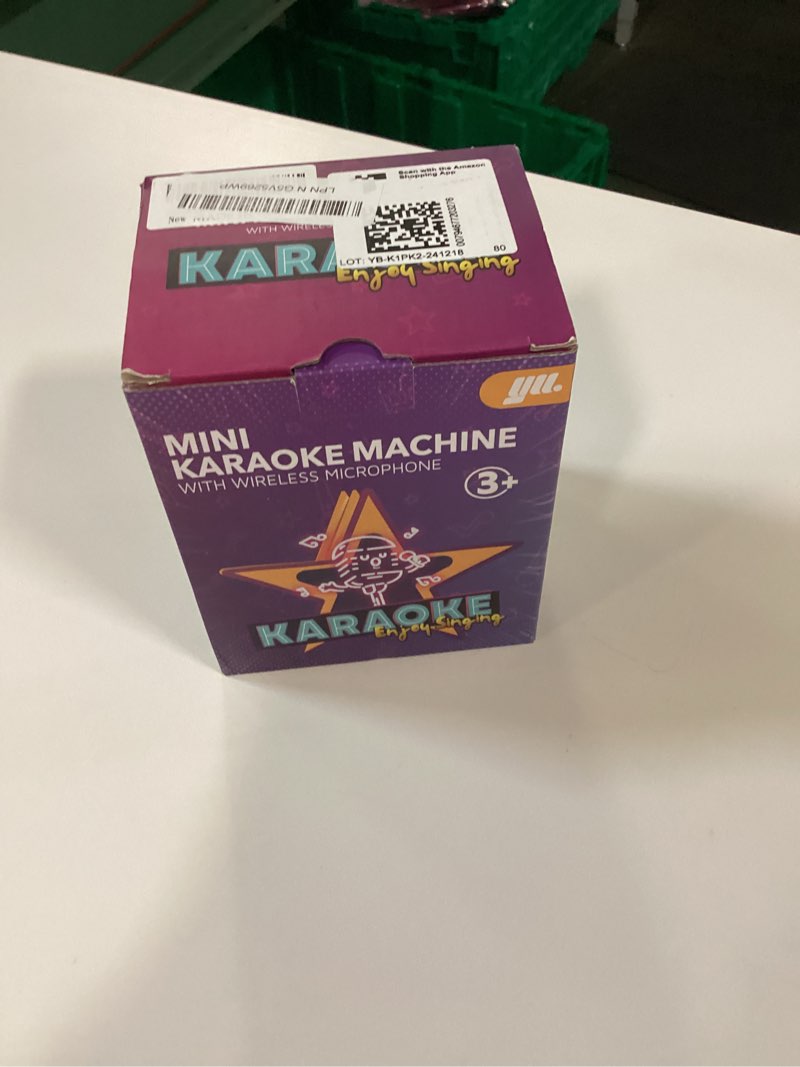 Scan with the Amazon
Shopping App
LPN N G5V5269WP
New
WITH WIRELESS
LOT: YB-K1PK2-241218
80
KARA
Enjoy Singing
yu.
MINI
KARAOKE MACHINE
WITH WIRELESS MICROPHONE
3+
KARAOKE
Enjoy Singing